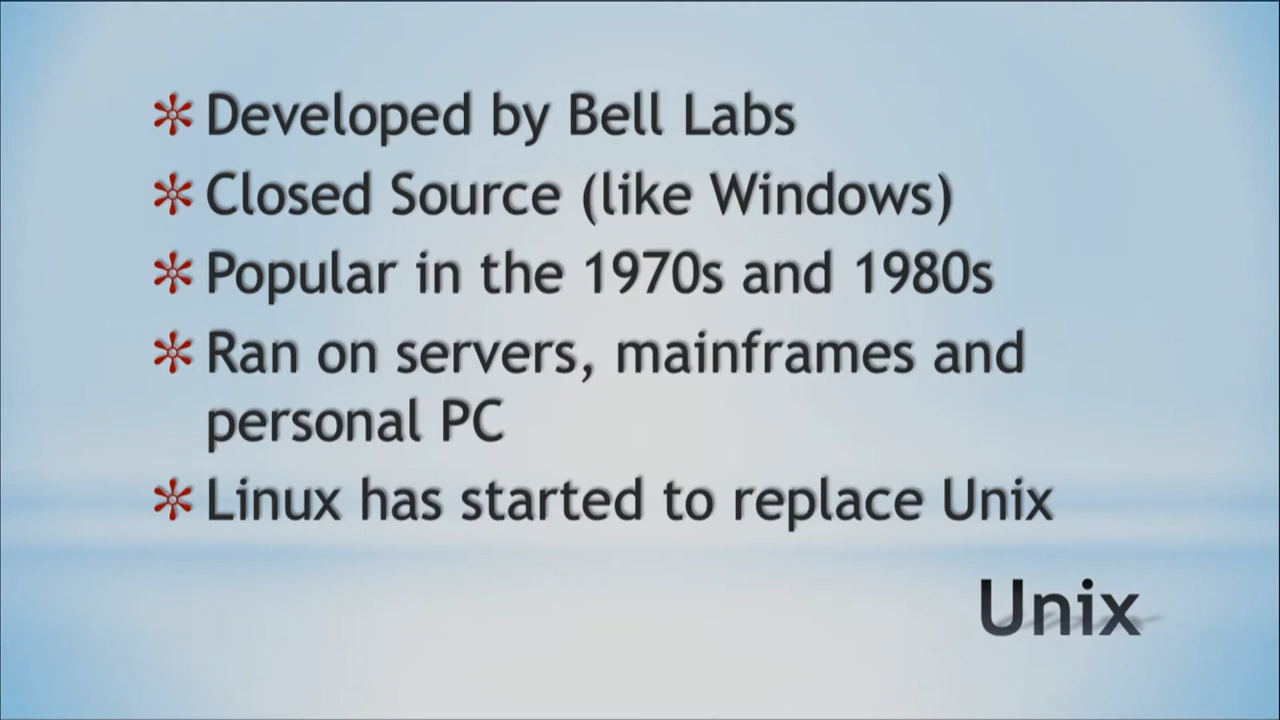 * Developed by Bell Labs
* Closed Source (like Windows)
* Popular in the 1970s and 1980s
* Ran on servers, mainframes and
personal PC
* Linux has started to replace Unix
Unix